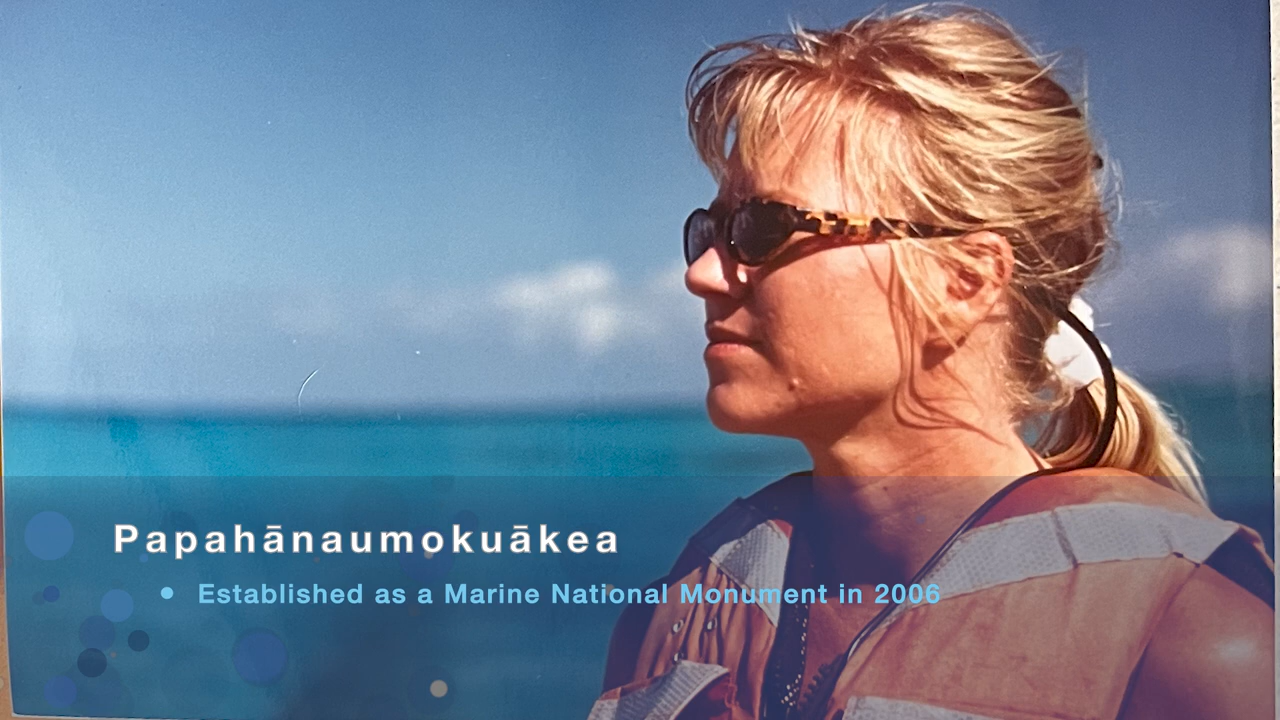 Papahānaumokuākea
• Established as a Marine National Monument in 2006